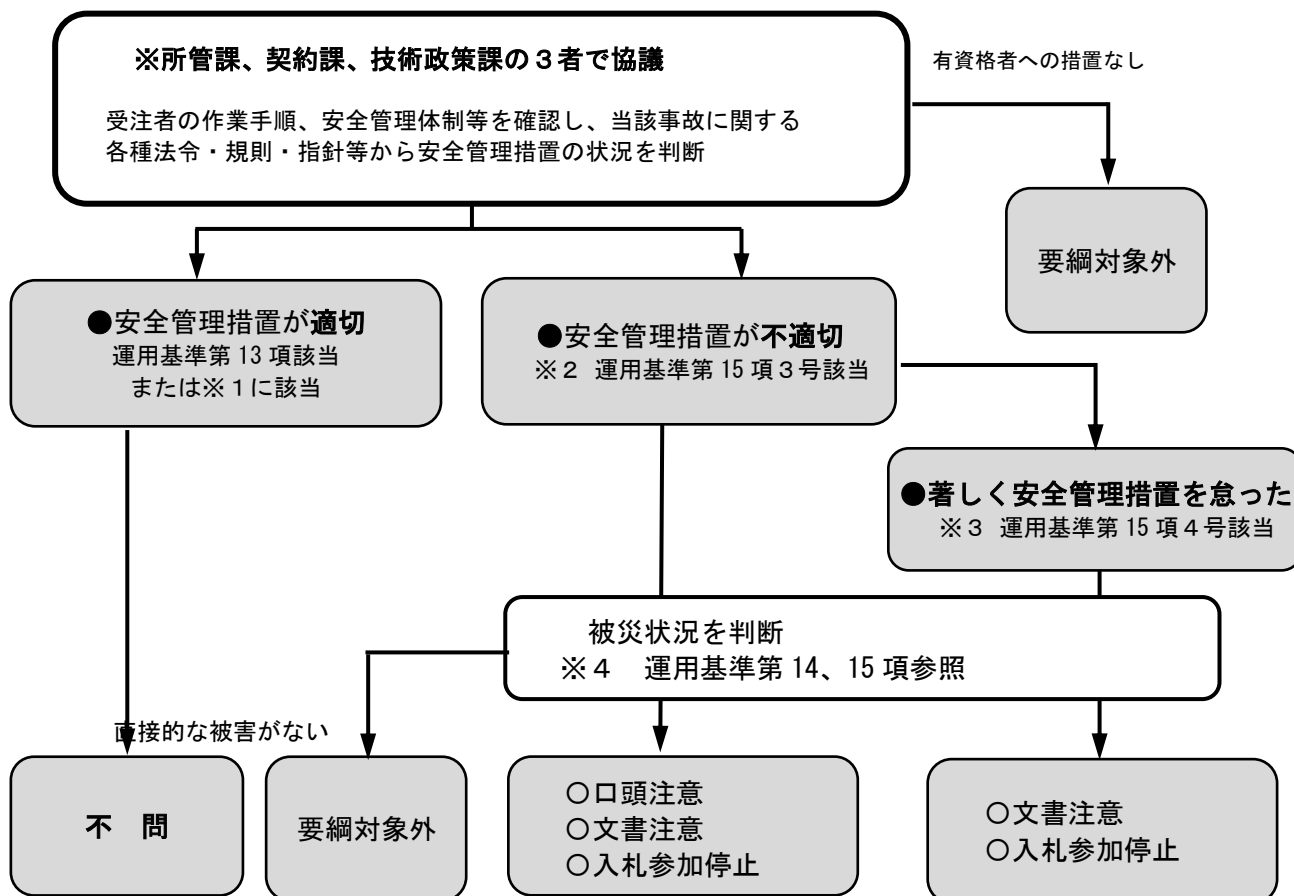 ※所管課、契約課、技術政策課の３者で協議
有資格者への措置なし
受注者の作業手順、安全管理体制等を確認し、当該事故に関する
各種法令・規則・指針等から安全管理措置の状況を判断
要綱対象外
●安全管理措置が適切
運用基準第 13 項該当
または※１に該当
●安全管理措置が不適切
※２ 運用基準第 15 項３号該当
●著しく安全管理措置を怠った
※３ 運用基準第 15 項４号該当
被災状況を判断
※４　運用基準第 14、15 項参照
直接的な被害がない
不　問
要綱対象外
〇口頭注意
〇文書注意
〇入札参加停止
〇文書注意
〇入札参加停止